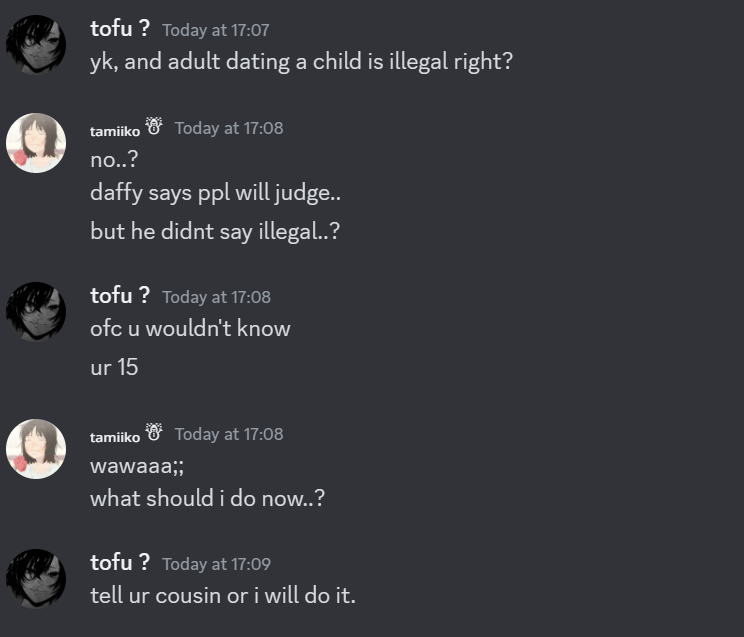 tofu ? Today at 17:07
yk, and adult dating a child is illegal right?
tamiiko ☃ Today at 17:08
no..?
daffy says ppl will judge..
but he didnt say illegal..?
tofu ? Today at 17:08
ofc u wouldn't know
ur 15
tamiiko ☃ Today at 17:08
wawaaa;;
what should i do now..?
tofu ? Today at 17:09
tell ur cousin or i will do it.